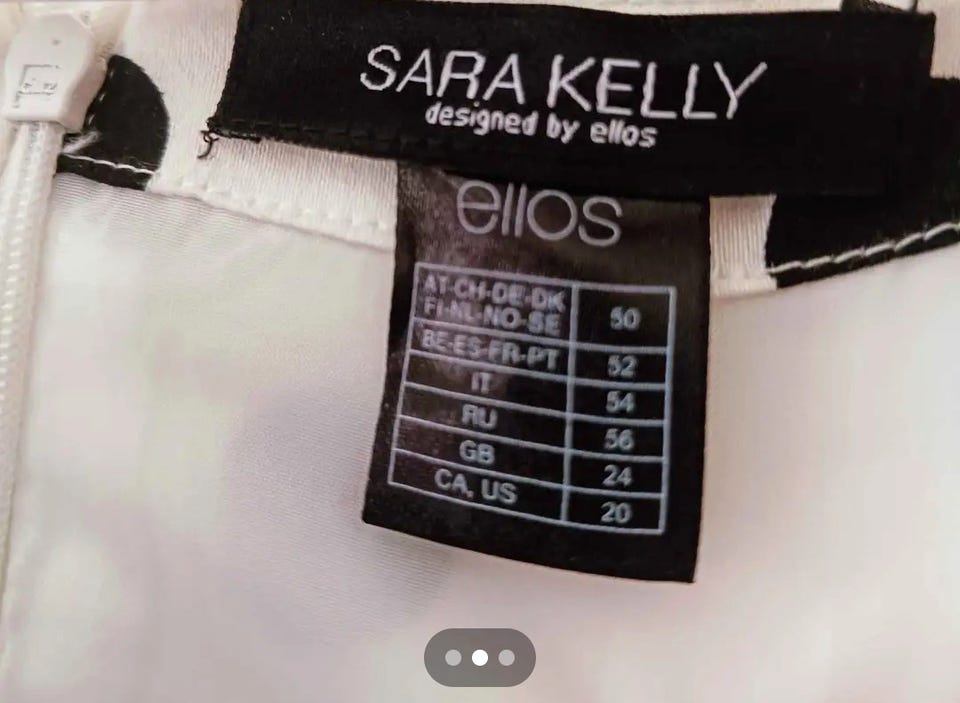 SARA KELLY
designed by ellos
ellos
AT-CH-DE-DK
FI-NL-NO-SE 50
BE-ES-FR-PT 52
IT 54
RU 56
GB 24
CA, US 20